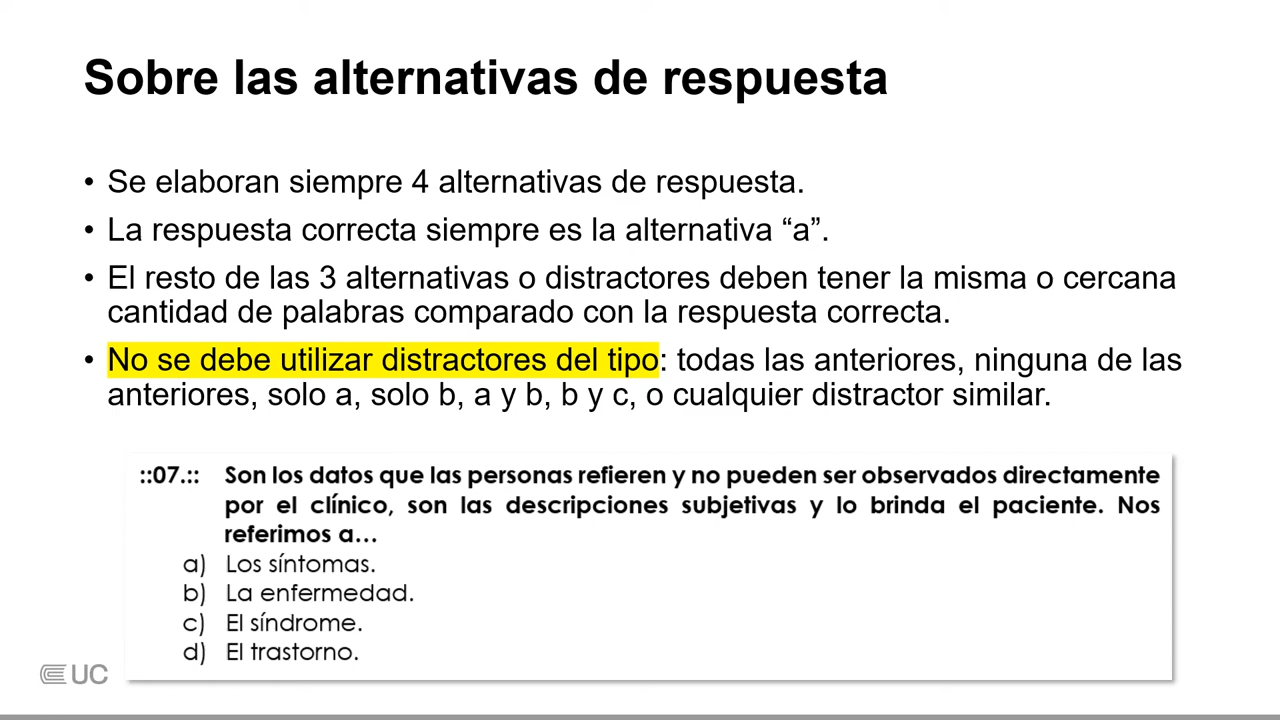 Sobre las alternativas de respuesta
• Se elaboran siempre 4 alternativas de respuesta.
• La respuesta correcta siempre es la alternativa “a”.
• El resto de las 3 alternativas o distractores deben tener la misma o cercana
cantidad de palabras comparado con la respuesta correcta.
• No se debe utilizar distractores del tipo: todas las anteriores, ninguna de las
anteriores, solo a, solo b, a y b, b y c, o cualquier distractor similar.
::07.:: Son los datos que las personas refieren y no pueden ser observados directamente
por el clínico, son las descripciones subjetivas y lo brinda el paciente. Nos
referimos a...
a) Los síntomas.
b) La enfermedad.
c) El síndrome.
d) El trastorno.
UC